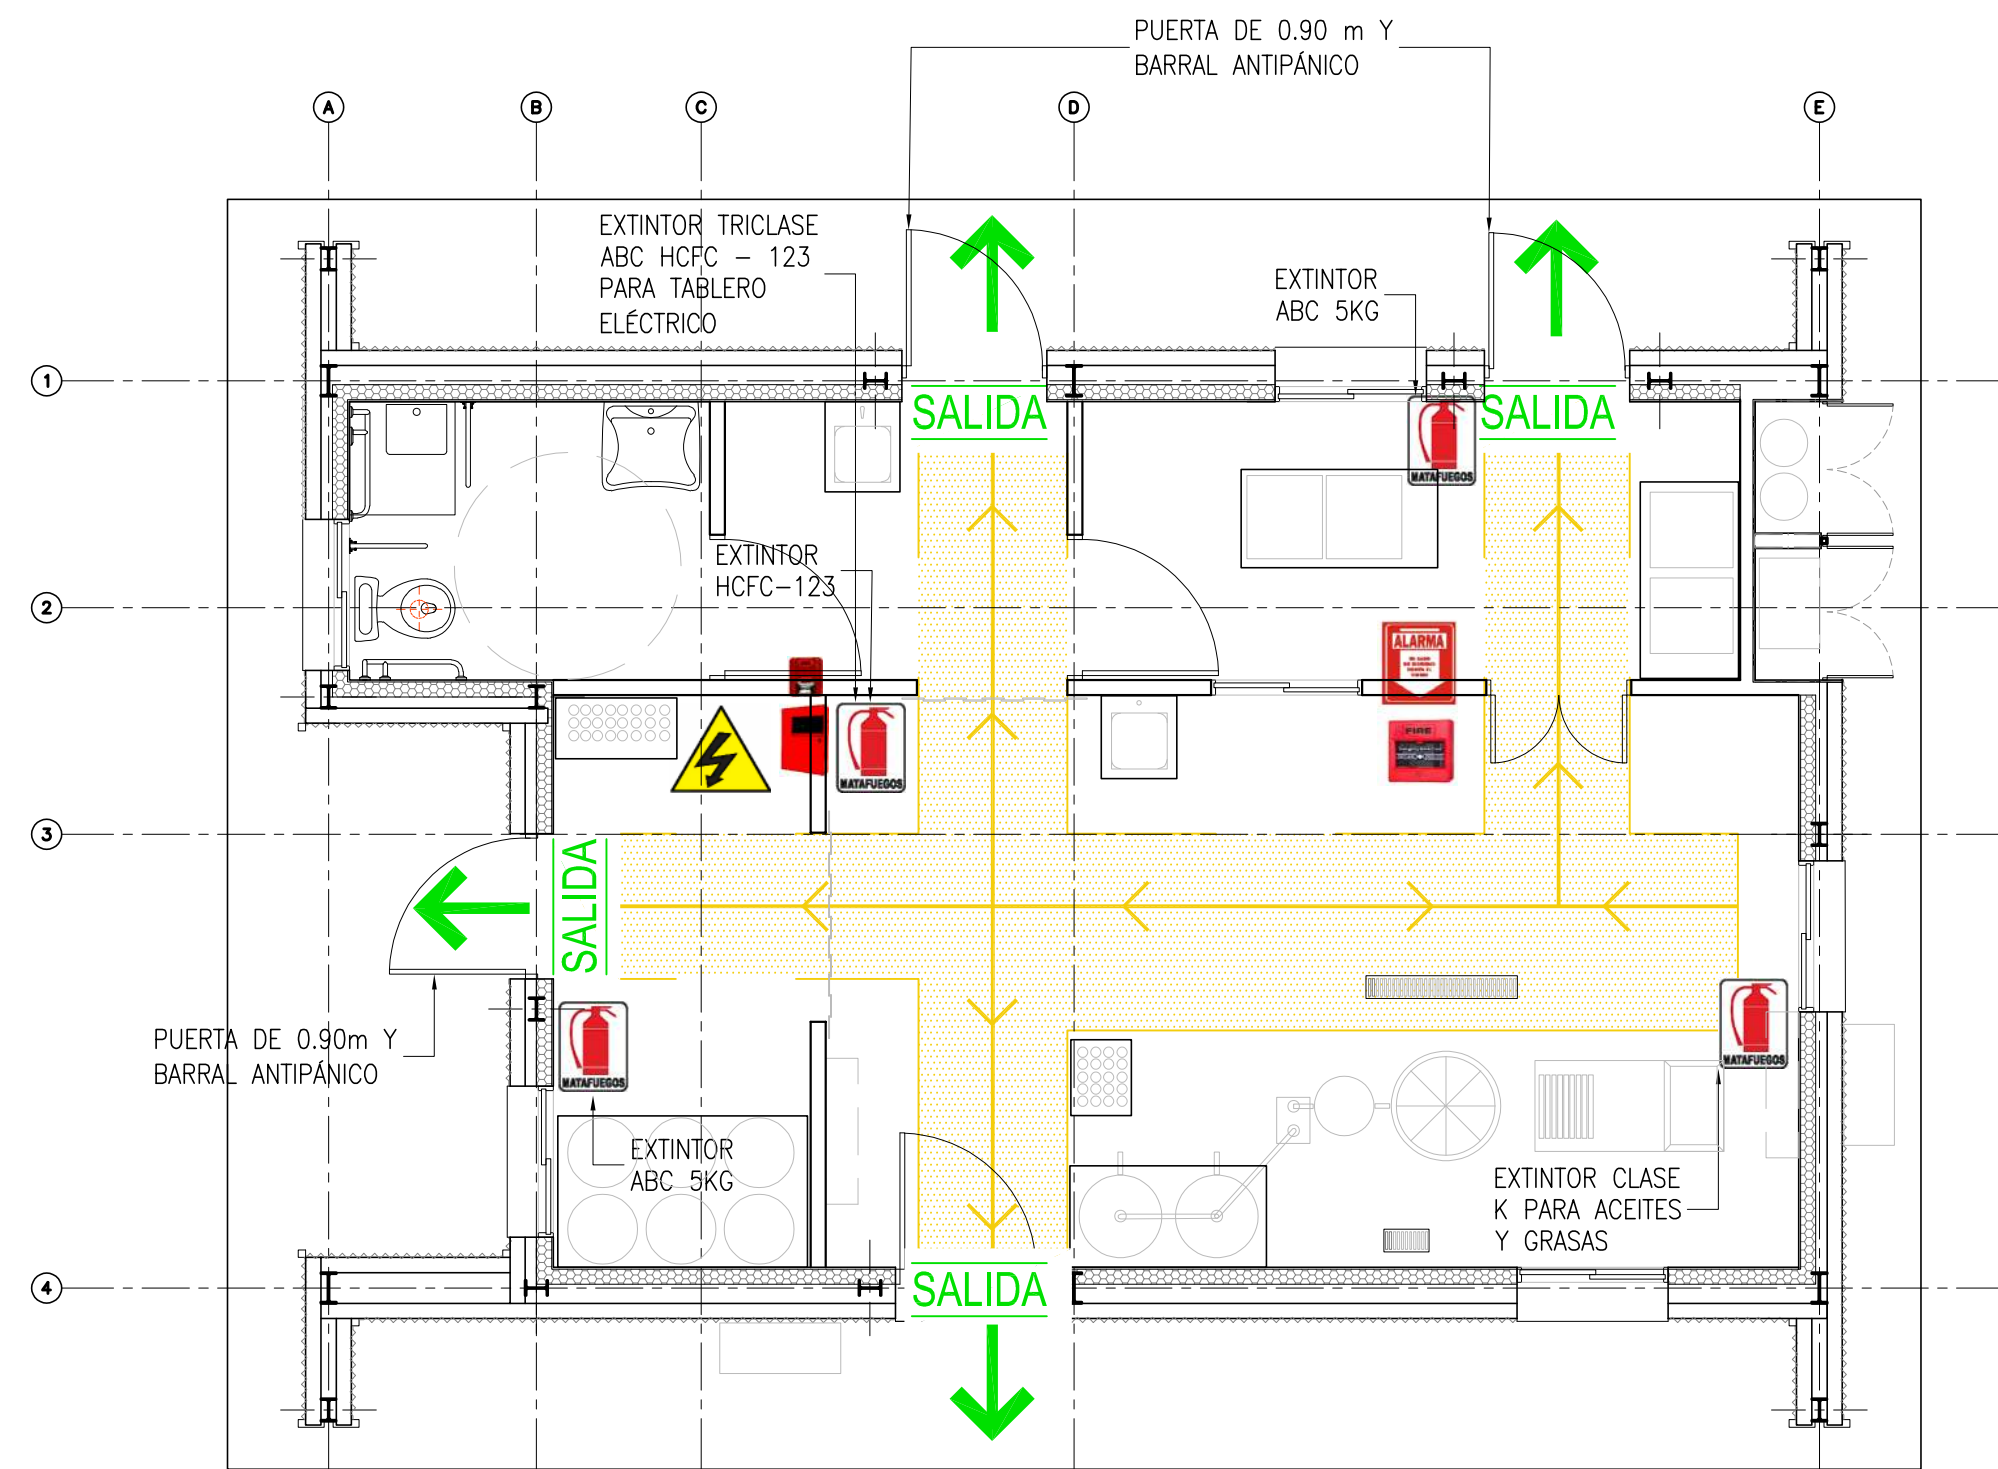 PUERTA DE 0.90 m Y
BARRAL ANTIPÁNICO
A
B
C
D
E
EXTINTOR TRICLASE
ABC HCFC - 123
PARA TABLERO
ELÉCTRICO
EXTINTOR
ABC 5KG
1
SALIDA
SALIDA
MATAFUEGOS
EXTINTOR
HCFC-123
2
ALARMA
FIRE
MATAFUEGOS
3
SALIDA
PUERTA DE 0.90m Y
BARRAL ANTIPÁNICO
MATAFUEGOS
MATAFUEGOS
EXTINTOR
ABC 5KG
EXTINTOR CLASE
K PARA ACEITES
Y GRASAS
4
SALIDA